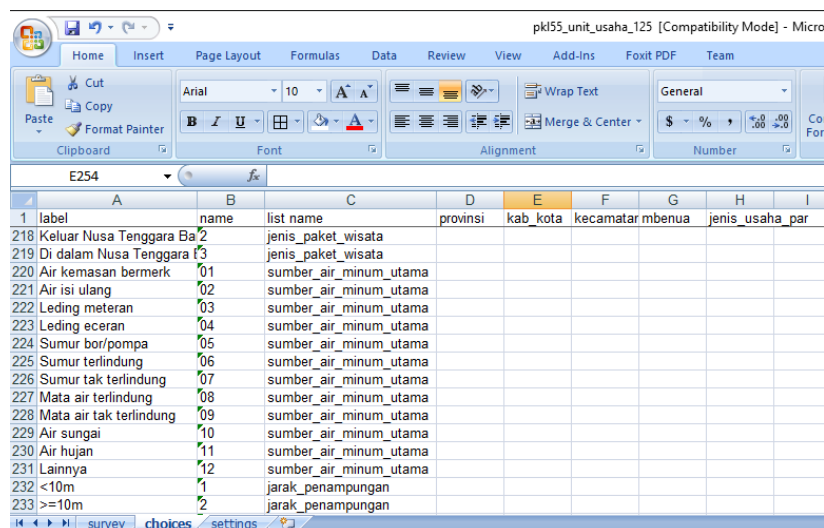 pkl55_unit_usaha_125 [Compatibility Mode] - Micro
Home Insert Page Layout Formulas Data Review View Add-Ins Foxit PDF Team
Paste
Cut
Copy
Format Painter
Clipboard
Arial 10 A A
B I U A
Font
Wrap Text
Merge & Center
Alignment
General
$ % , .0 .00 .00 .0
Number
Co
For
E254 fx
A B C D E F G H I
1 label name list name provinsi kab_kota kecamatar mbenua jenis_usaha_par
218 Keluar Nusa Tenggara Ba 2 jenis_paket_wisata
219 Di dalam Nusa Tenggara 3 jenis_paket_wisata
220 Air kemasan bermerk 01 sumber_air_minum_utama
221 Air isi ulang 02 sumber_air_minum_utama
222 Leding meteran 03 sumber_air_minum_utama
223 Leding eceran 04 sumber_air_minum_utama
224 Sumur bor/pompa 05 sumber_air_minum_utama
225 Sumur terlindung 06 sumber_air_minum_utama
226 Sumur tak terlindung 07 sumber_air_minum_utama
227 Mata air terlindung 08 sumber_air_minum_utama
228 Mata air tak terlindung 09 sumber_air_minum_utama
229 Air sungai 10 sumber_air_minum_utama
230 Air hujan 11 sumber_air_minum_utama
231 Lainnya 12 sumber_air_minum_utama
232 <10m 1 jarak_penampungan
233 >=10m 2 jarak_penampungan
survey choices settings